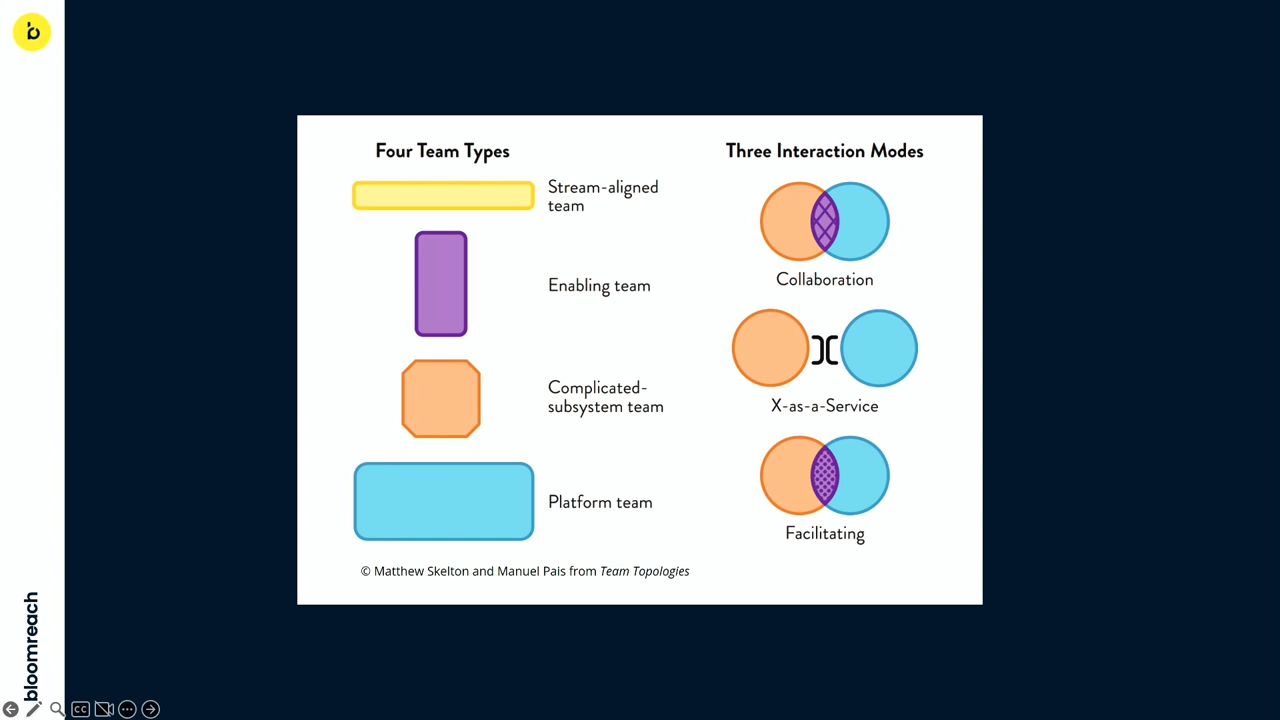 b
Four Team Types
Stream-aligned
team
Enabling team
Complicated-
subsystem team
Platform team
Three Interaction Modes
Collaboration
X-as-a-Service
Facilitating
© Matthew Skelton and Manuel Pais from Team Topologies
bloomreach
CC